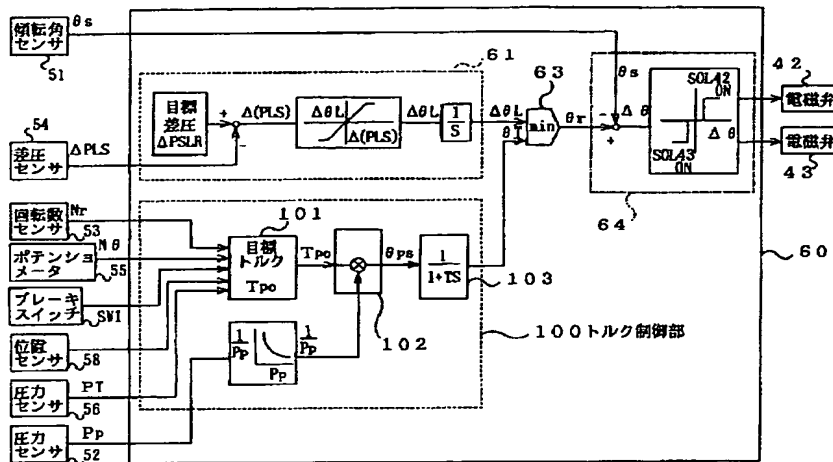 傾転角
センサ
θs
51
54
差圧
センサ
ΔPLS
回転数
センサ
Nr
53
ポテンショ
メータ
Nθ
55
ブレーキ
スイッチ
SWI
位置
センサ
58
圧力
センサ
PT
56
圧力
センサ
Pp
52
61
目標
差圧
ΔPSLR
+
-
Δ(PLS)
ΔθL
Δ(PLS)
ΔθL
1
S
ΔθL
θT
63
min
θr
θs
-
+
Δθ
SOL42
ON
Δθ
SOL43
ON
64
42
電磁弁
電磁弁
43
60
101
目標
トルク
Tpo
Tpo
102
θps
1
1+TS
103
1
Pp
Pp
1
Pp
100トルク制御部